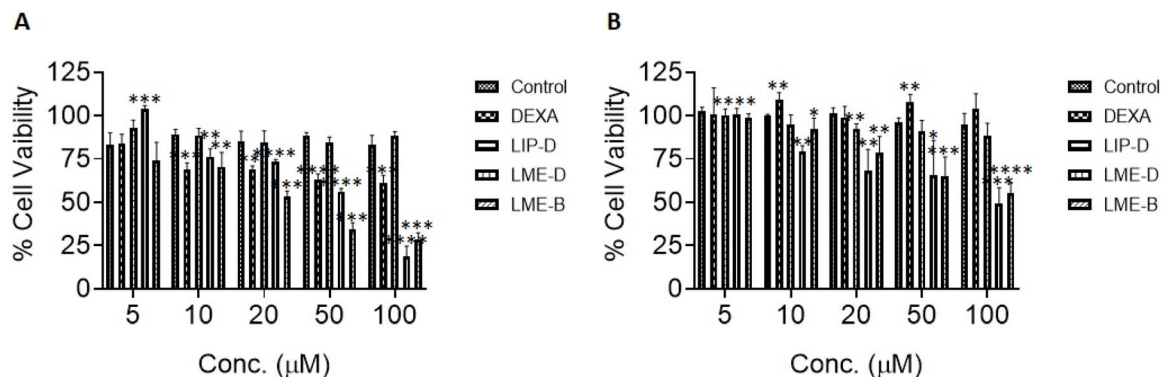 A
% Cell Vaibility
125
100
75
50
25
0
5 10 20 50 100
Conc. (μM)
Control
DEXA
LIP-D
LME-D
LME-B
B
% Cell Vaibility
125
100
75
50
25
0
5 10 20 50 100
Conc. (μM)
Control
DEXA
LIP-D
LME-D
LME-B